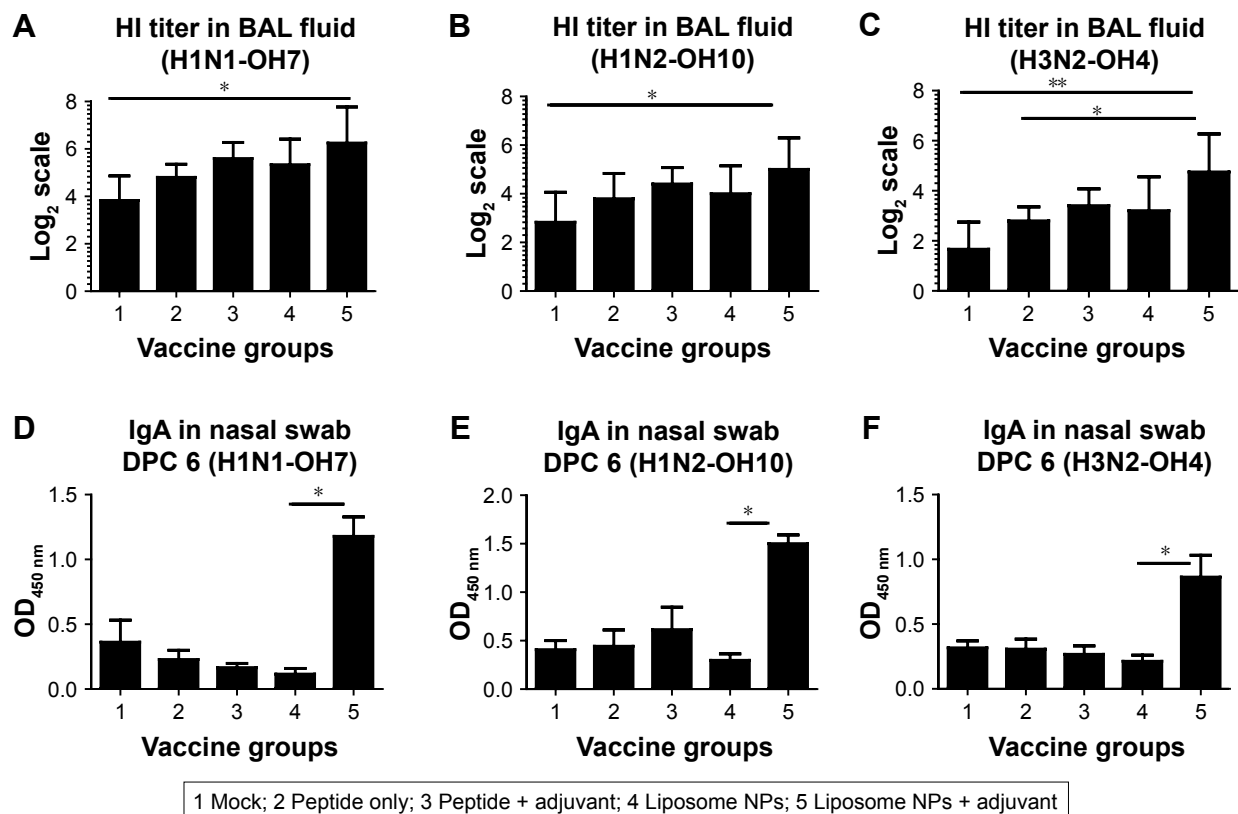 A
HI titer in BAL fluid
(H1N1-OH7)
*
Log2 scale
8
6
4
2
0
1 2 3 4 5
Vaccine groups
B
HI titer in BAL fluid
(H1N2-OH10)
*
Log2 scale
8
6
4
2
0
1 2 3 4 5
Vaccine groups
C
HI titer in BAL fluid
(H3N2-OH4)
**
*
Log2 scale
8
6
4
2
0
1 2 3 4 5
Vaccine groups
D
IgA in nasal swab
DPC 6 (H1N1-OH7)
*
OD450 nm
1.5
1.0
0.5
0.0
1 2 3 4 5
Vaccine groups
E
IgA in nasal swab
DPC 6 (H1N2-OH10)
*
OD450 nm
2.0
1.5
1.0
0.5
0.0
1 2 3 4 5
Vaccine groups
F
IgA in nasal swab
DPC 6 (H3N2-OH4)
*
OD450 nm
1.5
1.0
0.5
0.0
1 2 3 4 5
Vaccine groups
1 Mock; 2 Peptide only; 3 Peptide + adjuvant; 4 Liposome NPs; 5 Liposome NPs + adjuvant